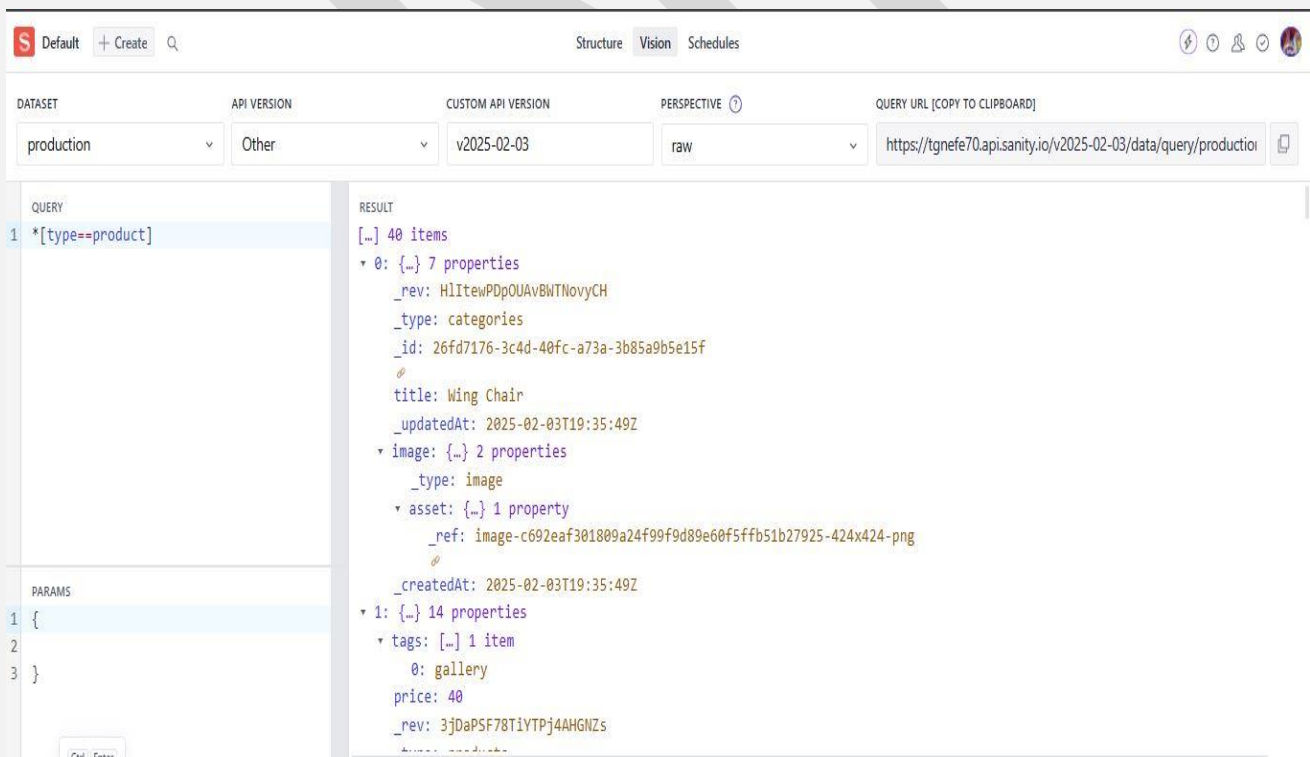 S Default + Create
Structure Vision Schedules
DATASET API VERSION CUSTOM API VERSION PERSPECTIVE ? QUERY URL [COPY TO CLIPBOARD]
production Other v2025-02-03 raw https://tgnefe70.api.sanity.io/v2025-02-03/data/query/production
QUERY
1 *[type==product]
PARAMS
1 {
2
3 }
Ctrl Enter
RESULT
[…] 40 items
0: {…} 7 properties
_rev: HlItewPDpOUAvBWTNovyCH
_type: categories
_id: 26fd7176-3c4d-40fc-a73a-3b85a9b5e15f
title: Wing Chair
_updatedAt: 2025-02-03T19:35:49Z
image: {…} 2 properties
_type: image
asset: {…} 1 property
_ref: image-c692eaf301809a24f99f9d89e60f5ffb51b27925-424x424-png
_createdAt: 2025-02-03T19:35:49Z
1: {…} 14 properties
tags: […] 1 item
0: gallery
price: 40
_rev: 3jDaPSF78TiYTPj4AHGNZs
_type: products